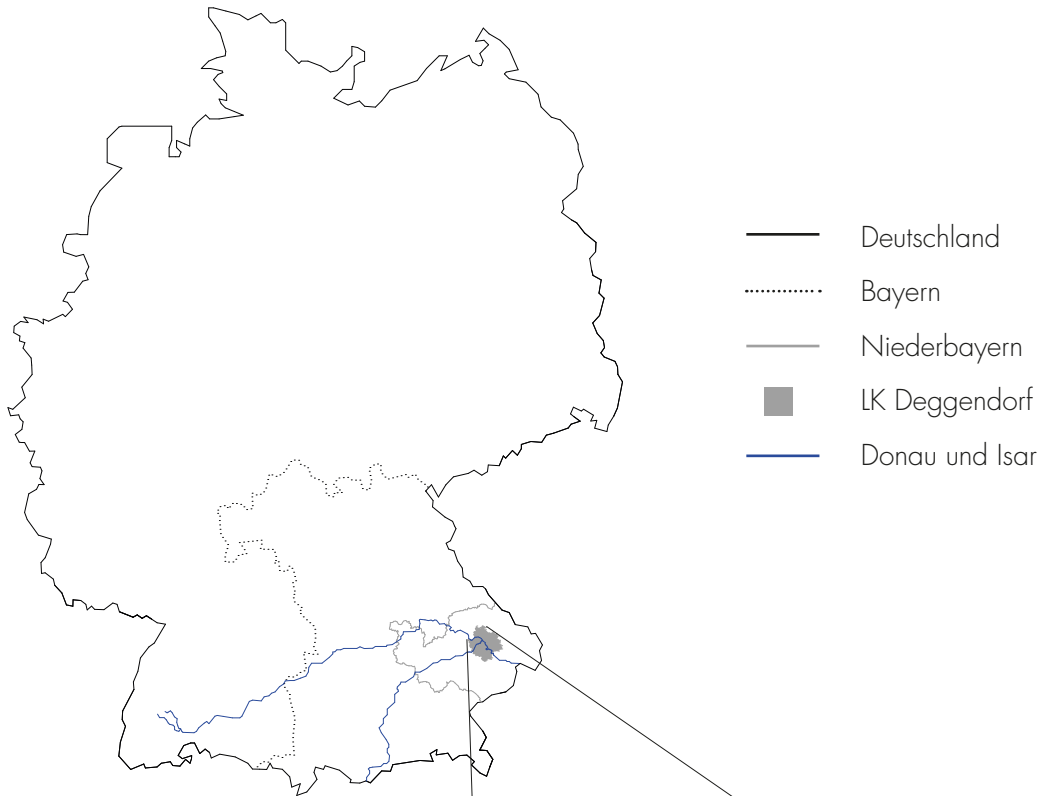 Deutschland
Bayern
Niederbayern
LK Deggendorf
Donau und Isar